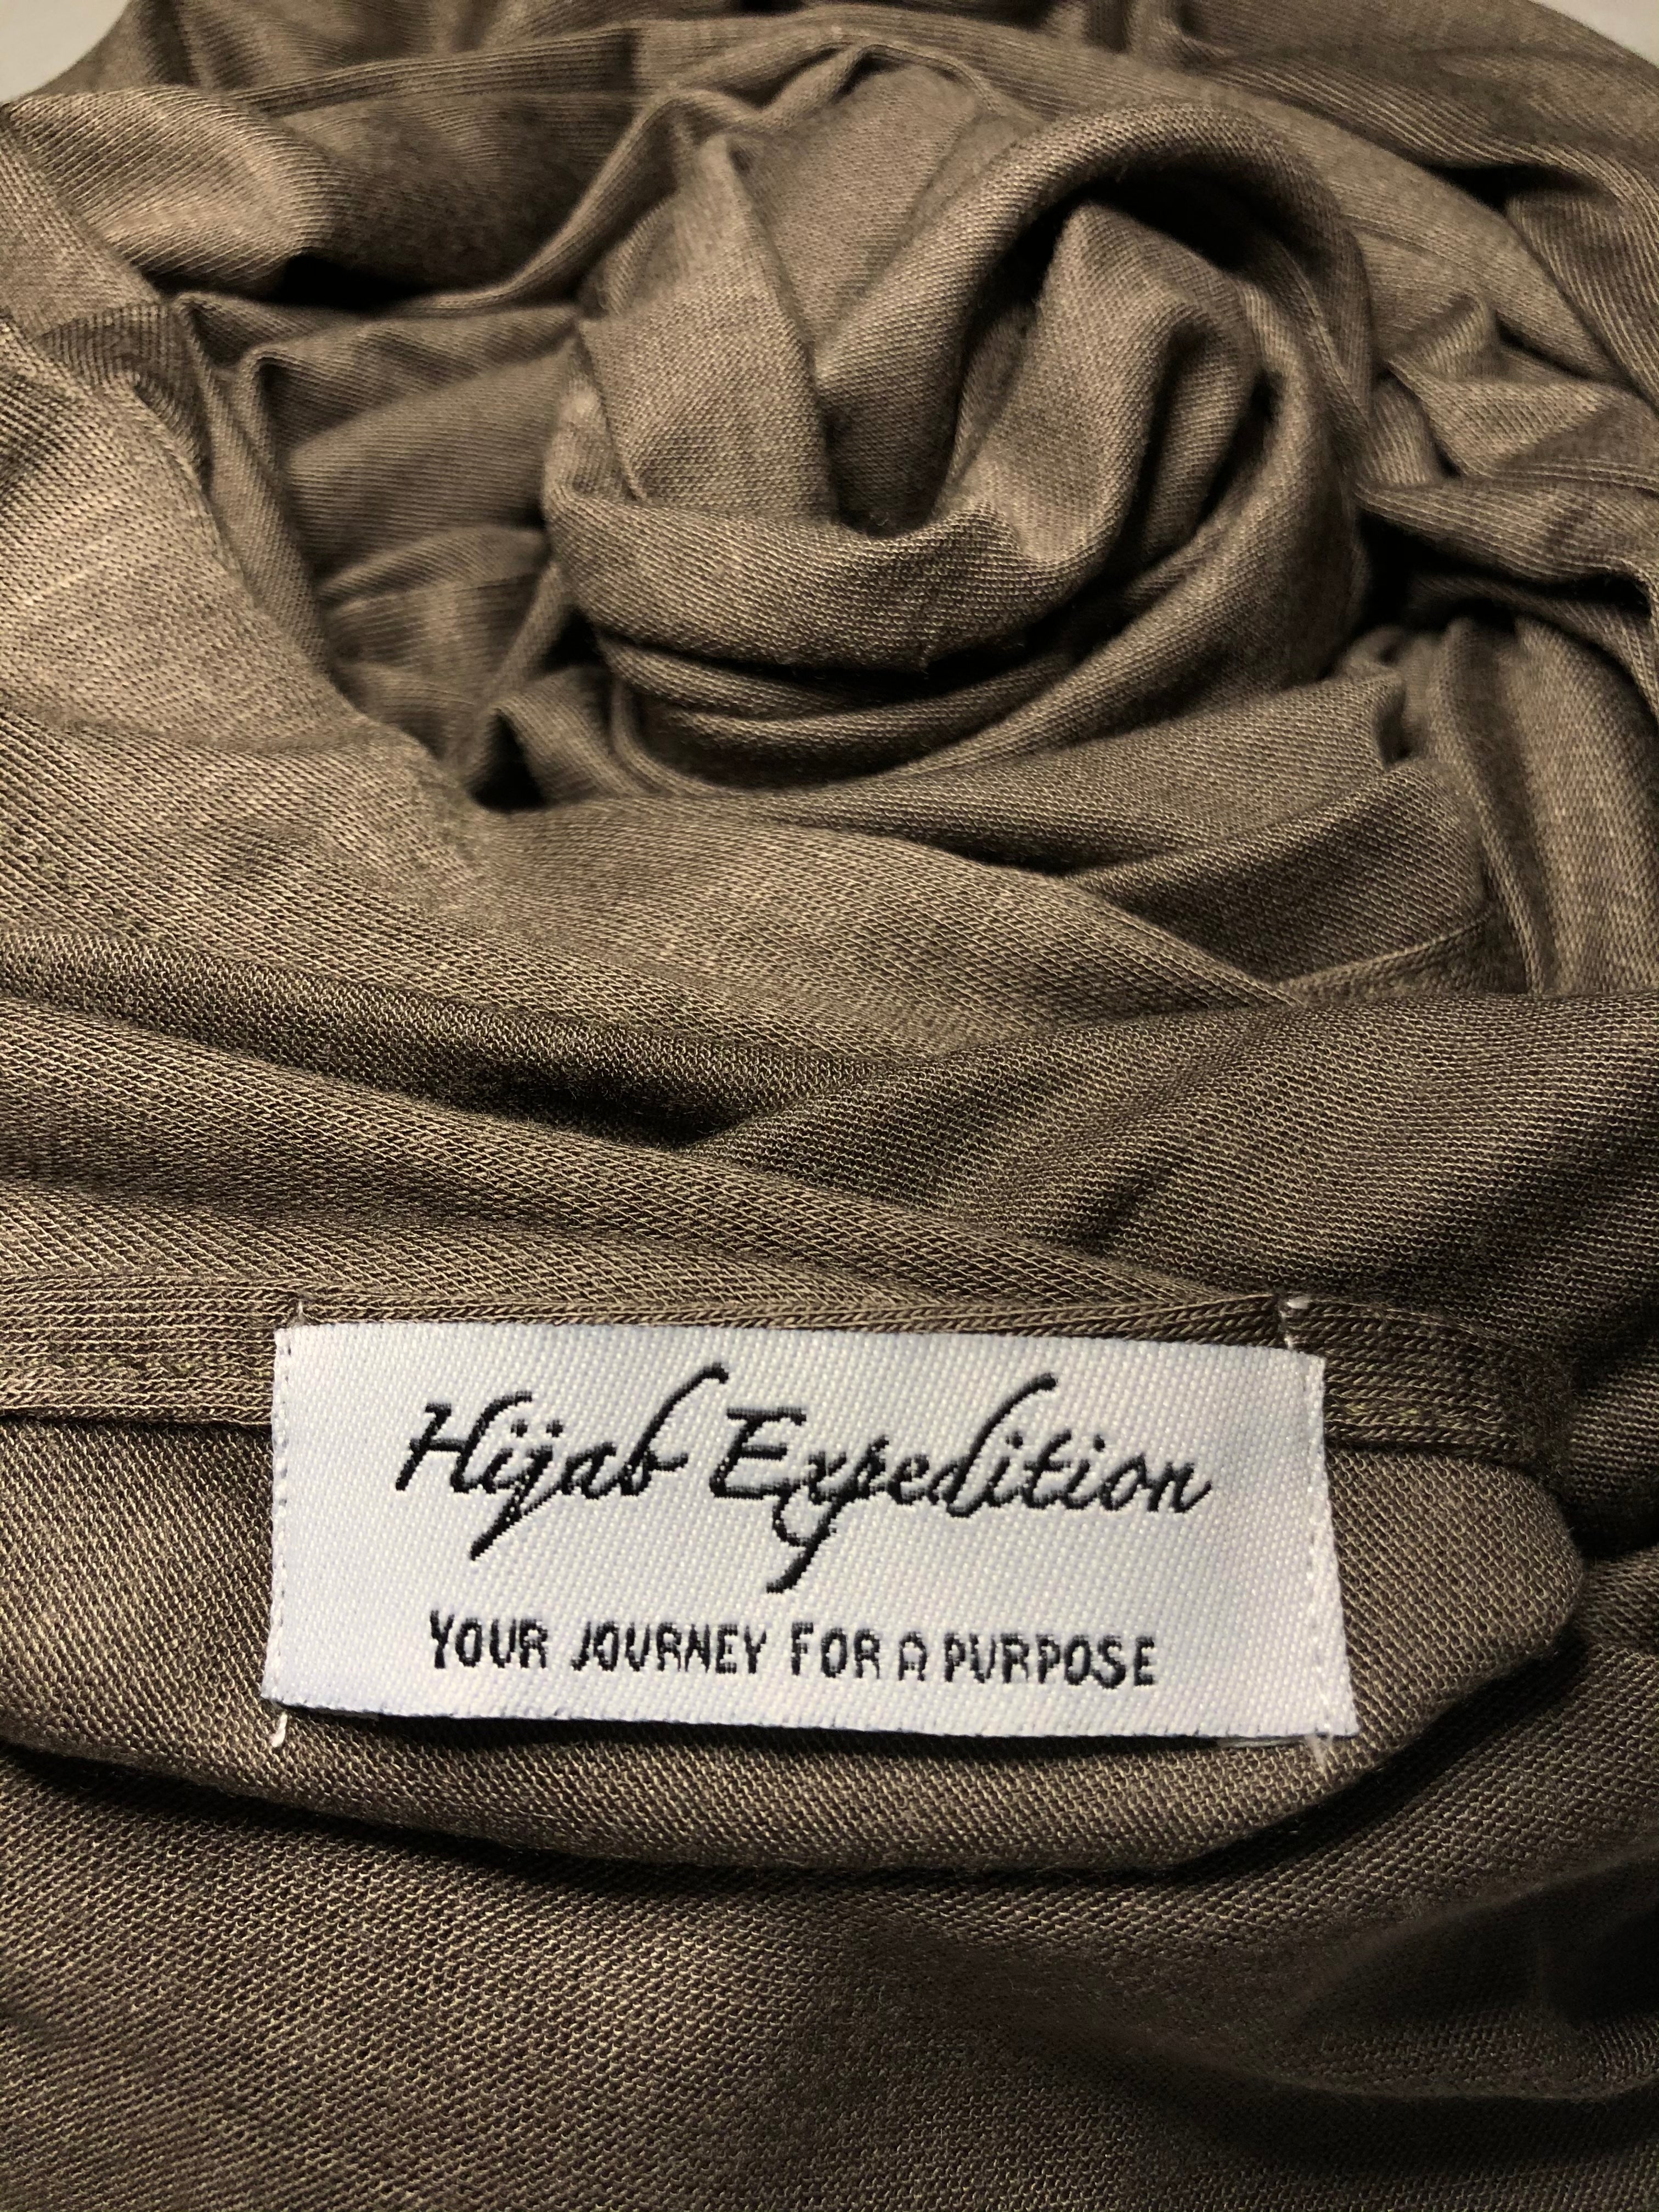 Hijab Expedition
YOUR JOURNEY FOR A PURPOSE